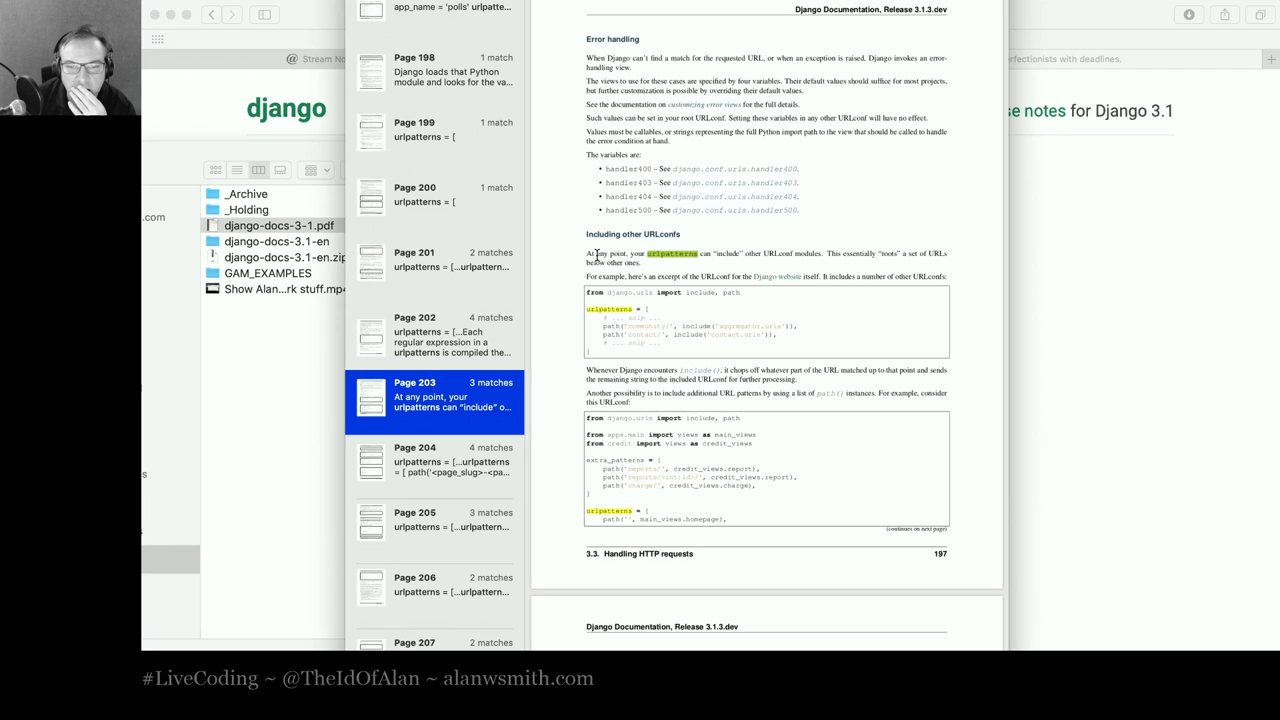 app_name = 'polls' urlpatte...
Page 198
1 match
Django loads that Python
module and looks for the va...
Page 199
1 match
urlpatterns = [
Page 200
1 match
urlpatterns = [
Page 201
2 matches
urlpatterns = [...urlpattern...
Page 202
4 matches
urlpatterns = [...Each
regular expression in a
urlpatterns is compiled the...
Page 203
3 matches
At any point, your
urlpatterns can “include” o...
Page 204
4 matches
urlpatterns = [...urlpatterns
= [ path('<page_slug>-<pa...
Page 205
3 matches
urlpatterns = [...urlpattern...
Page 206
2 matches
urlpatterns = [...urlpattern...
Page 207
2 matches
@ Stream No
django
.com
s
_Archive
_Holding
django-docs-3-1.pdf
django-docs-3.1-en
django-docs-3.1-en.zip
GAM_EXAMPLES
Show Alan...rk stuff.mp4
erfectionists with deadlines.
se notes for Django 3.1
Django Documentation, Release 3.1.3.dev
Error handling
When Django can’t find a match for the requested URL, or when an exception is raised, Django invokes an error-
handling view.
The views to use for these cases are specified by four variables. Their default values should suffice for most projects,
but further customization is possible by overriding their default values.
See the documentation on customizing error views for the full details.
Such values can be set in your root URLconf. Setting these variables in any other URLconf will have no effect.
Values must be callables, or strings representing the full Python import path to the view that should be called to handle
the error condition at hand.
The variables are:
• handler400 – See django.conf.urls.handler400.
• handler403 – See django.conf.urls.handler403.
• handler404 – See django.conf.urls.handler404.
• handler500 – See django.conf.urls.handler500.
Including other URLconfs
At any point, your urlpatterns can “include” other URLconf modules. This essentially “roots” a set of URLs
below other ones.
For example, here’s an excerpt of the URLconf for the Django website itself. It includes a number of other URLconfs:
from django.urls import include, path
urlpatterns = [
# ... snip ...
path('community/', include('aggregator.urls')),
path('contact/', include('contact.urls')),
# ... snip ...
]
Whenever Django encounters include(), it chops off whatever part of the URL matched up to that point and sends
the remaining string to the included URLconf for further processing.
Another possibility is to include additional URL patterns by using a list of path() instances. For example, consider
this URLconf:
from django.urls import include, path
from apps.main import views as main_views
from credit import views as credit_views
extra_patterns = [
path('reports/', credit_views.report),
path('reports/<int:id>/', credit_views.report),
path('charge/', credit_views.charge),
]
urlpatterns = [
path('', main_views.homepage),
(continues on next page)
3.3. Handling HTTP requests
197
Django Documentation, Release 3.1.3.dev
#LiveCoding ~ @TheIdOfAlan ~ alanwsmith.com